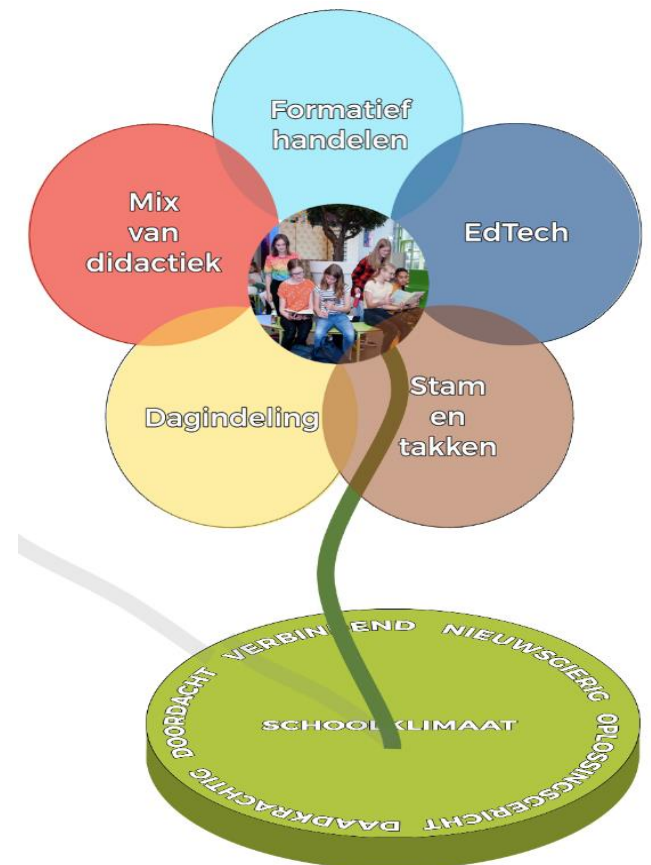 Formatief
handelen
Mix
van
didactiek
EdTech
Dagindeling
Stam
en
takken
DOORDACHT VERBINDEND NIEUWSGIERIG OPLOSSINGSGERICHT DAADKRACHTIG
SCHOOLKLIMAAT